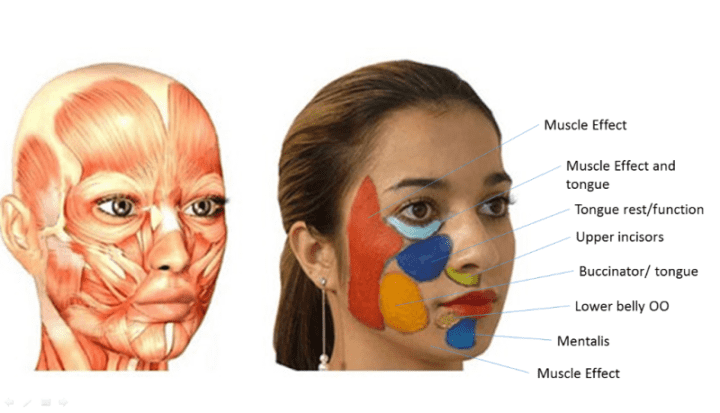 Muscle Effect
Muscle Effect and
tongue
Tongue rest/function
Upper incisors
Buccinator/ tongue
Lower belly OO
Mentalis
Muscle Effect